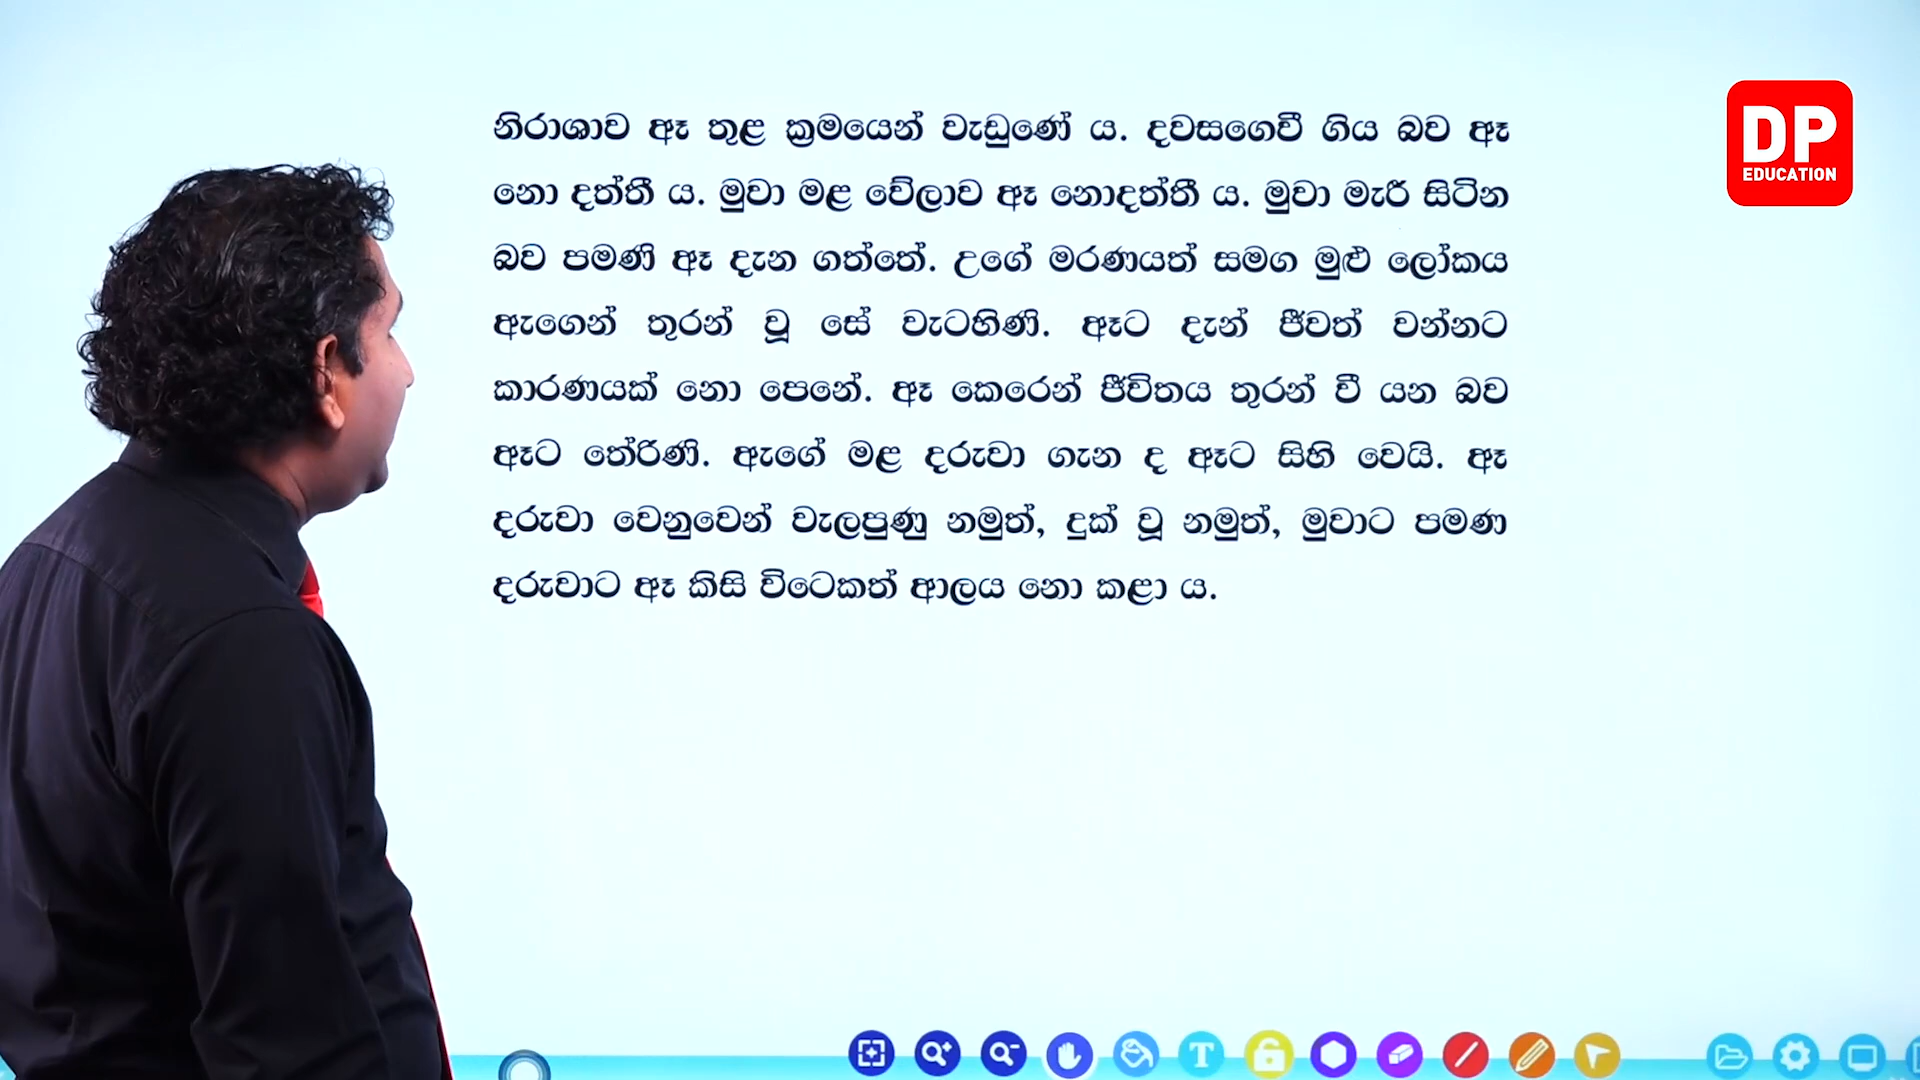 නිරාශාව ඈ තුළ ක්‍රමයෙන් වැඩුණේ ය. දවසගෙවී ගිය බව ඈ
නො දත්තී ය. මුවා මළ වේලාව ඈ නොදත්තී ය. මුවා මැරී සිටින
බව පමණි ඈ දැන ගත්තේ. උගේ මරණයත් සමග මුළු ලෝකය
ඇගෙන් තුරන් වූ සේ වැටහිණි. ඈට දැන් ජීවත් වන්නට
කාරණයක් නො පෙනේ. ඈ කෙරෙන් ජීවිතය තුරන් වී යන බව
ඈට තේරිණි. ඇගේ මළ දරුවා ගැන ද ඈට සිහි වෙයි. ඈ
දරුවා වෙනුවෙන් වැලපුණු නමුත්, දුක් වූ නමුත්, මුවාට පමණ
දරුවාට ඈ කිසි විටෙකත් ආලය නො කළා ය.
DP
EDUCATION